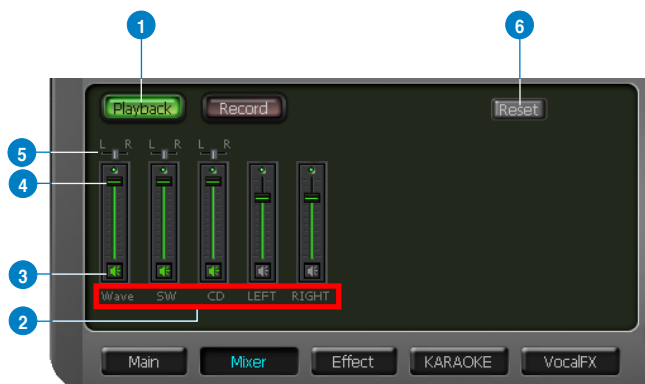 1
6
Playback Record Reset
5
L R L R L R
4
3
Wave SW CD LEFT RIGHT
2
Main Mixer Effect KARAOKE VocalFX